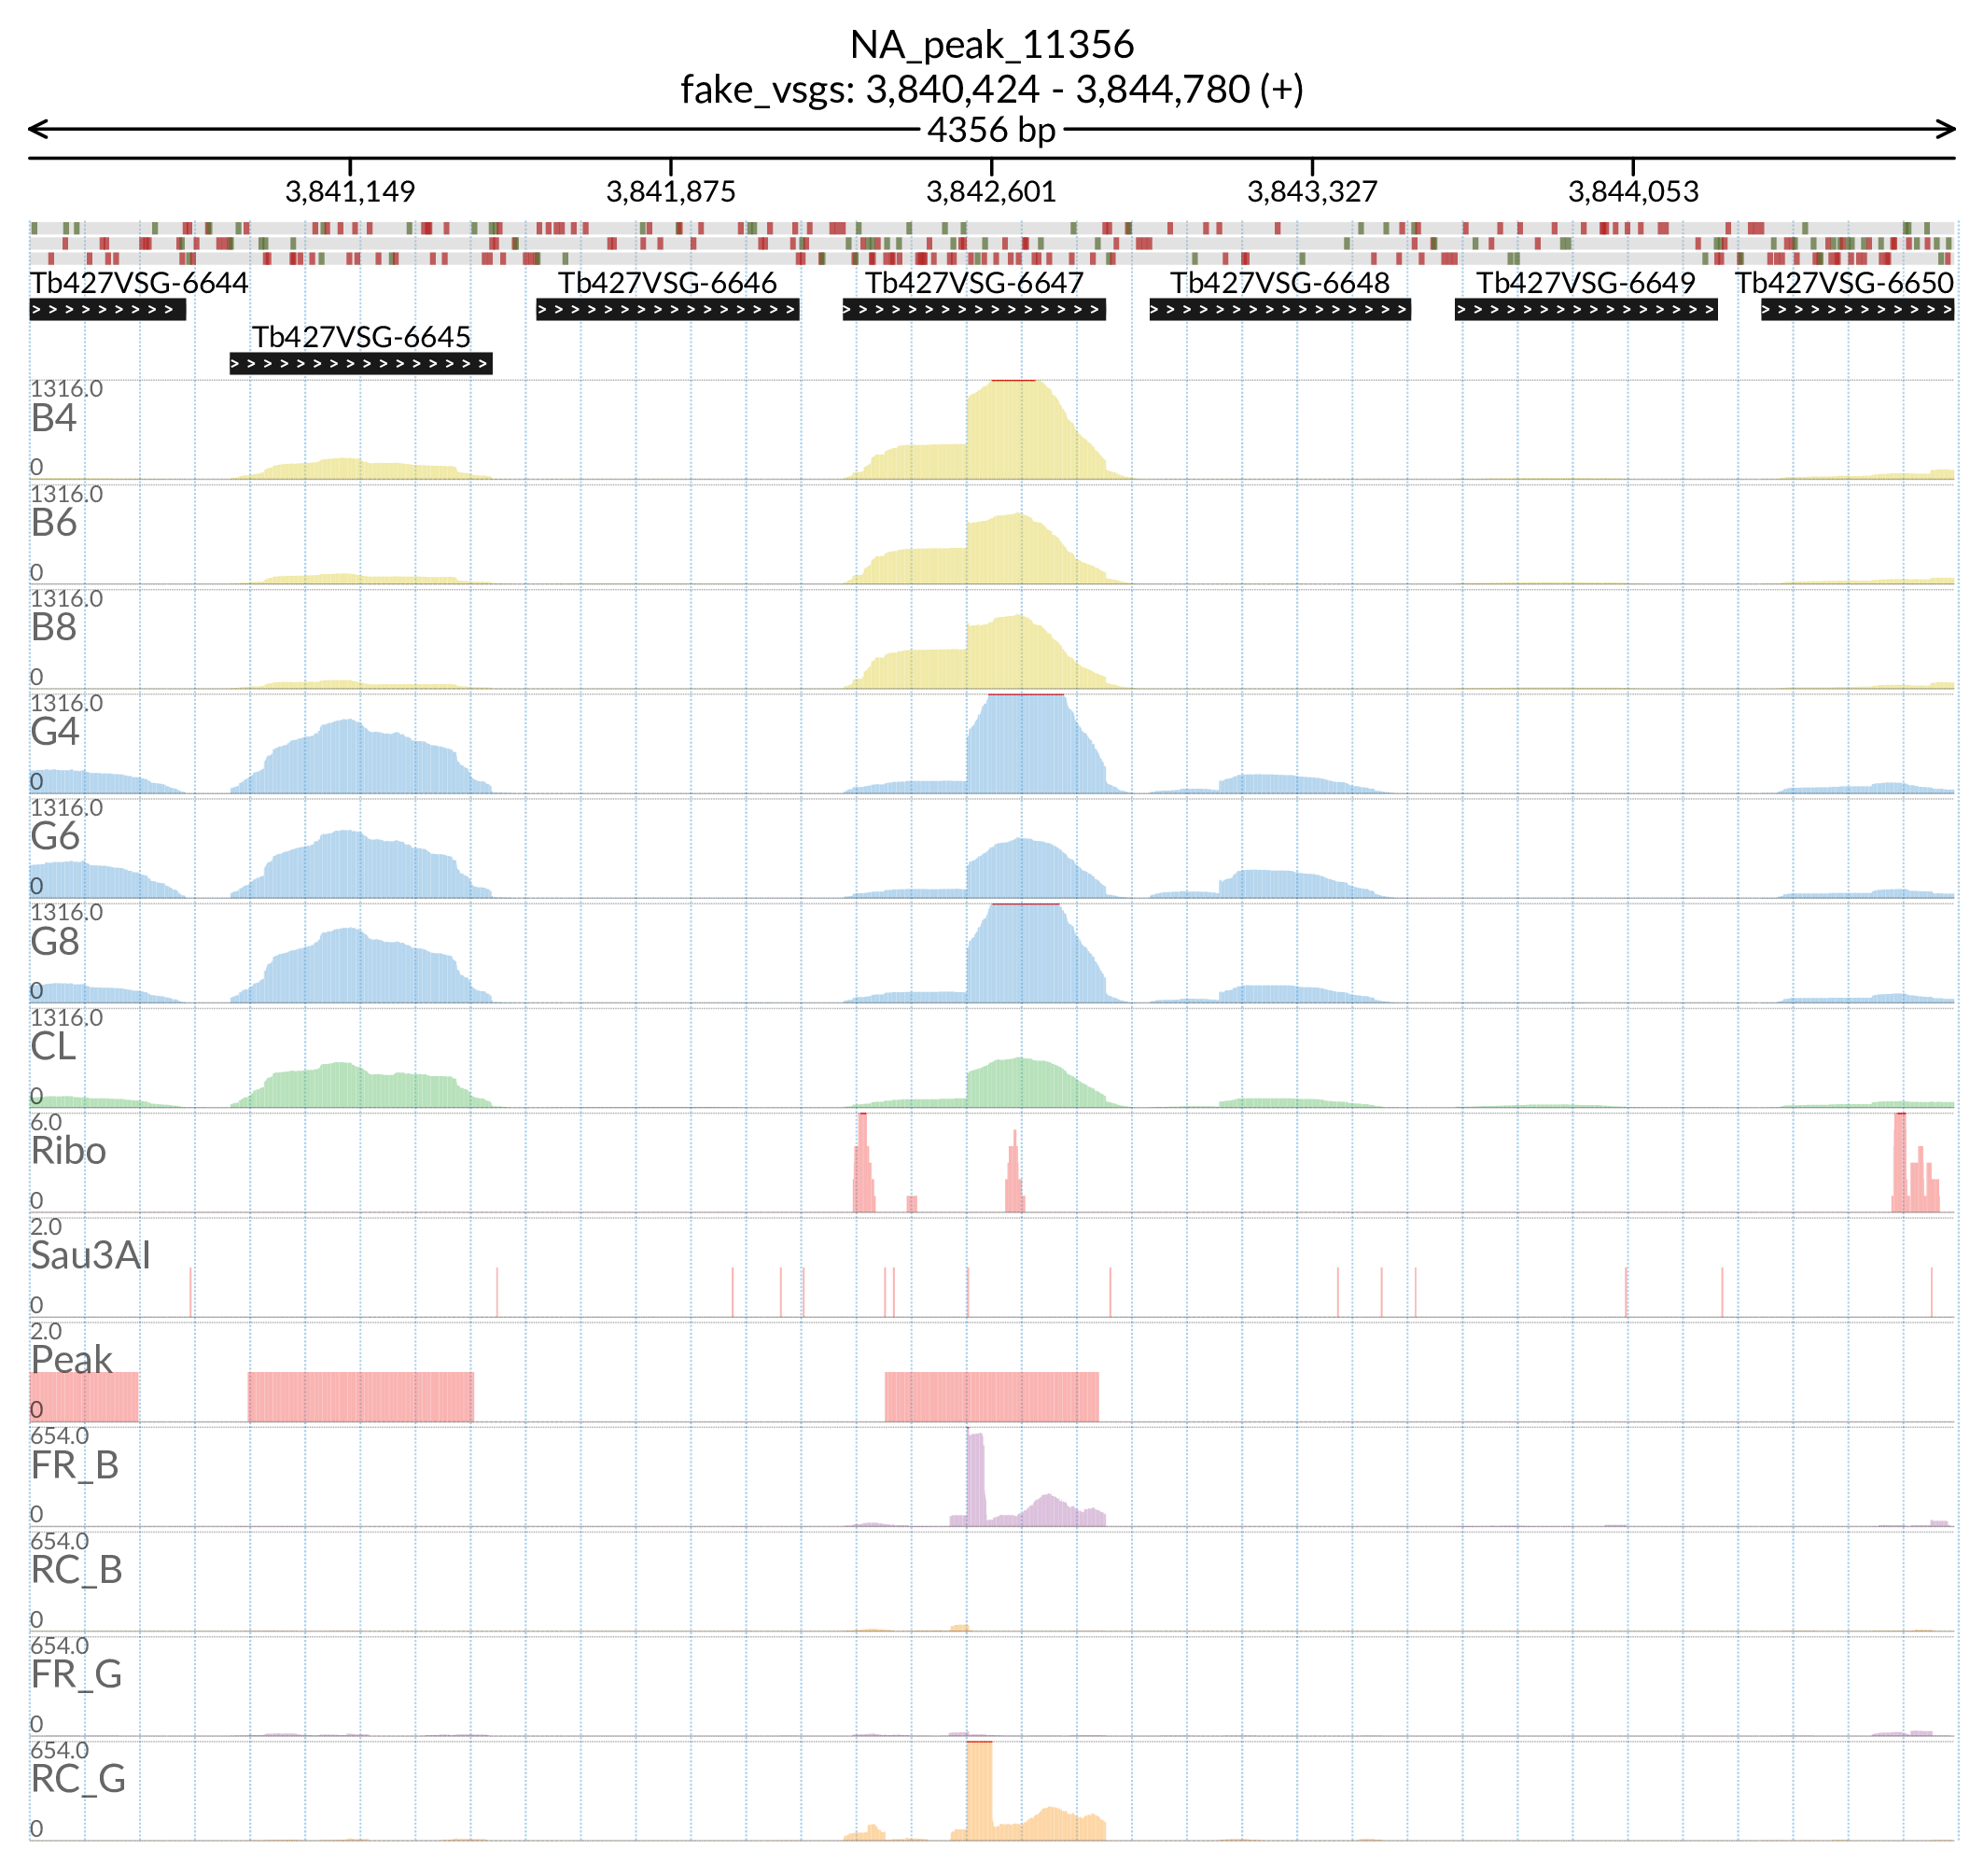 NA_peak_11356
fake_vsgs: 3,840,424 - 3,844,780 (+)
4356 bp
3,841,149 3,841,875 3,842,601 3,843,327 3,844,053
Tb427VSG-6644 Tb427VSG-6646 Tb427VSG-6647 Tb427VSG-6648 Tb427VSG-6649 Tb427VSG-6650
Tb427VSG-6645
1316.0
B4
0
1316.0
B6
0
1316.0
B8
0
1316.0
G4
0
1316.0
G6
0
1316.0
G8
0
1316.0
CL
0
6.0
Ribo
0
2.0
Sau3AI
0
2.0
Peak
0
654.0
FR_B
0
654.0
RC_B
0
654.0
FR_G
0
654.0
RC_G
0